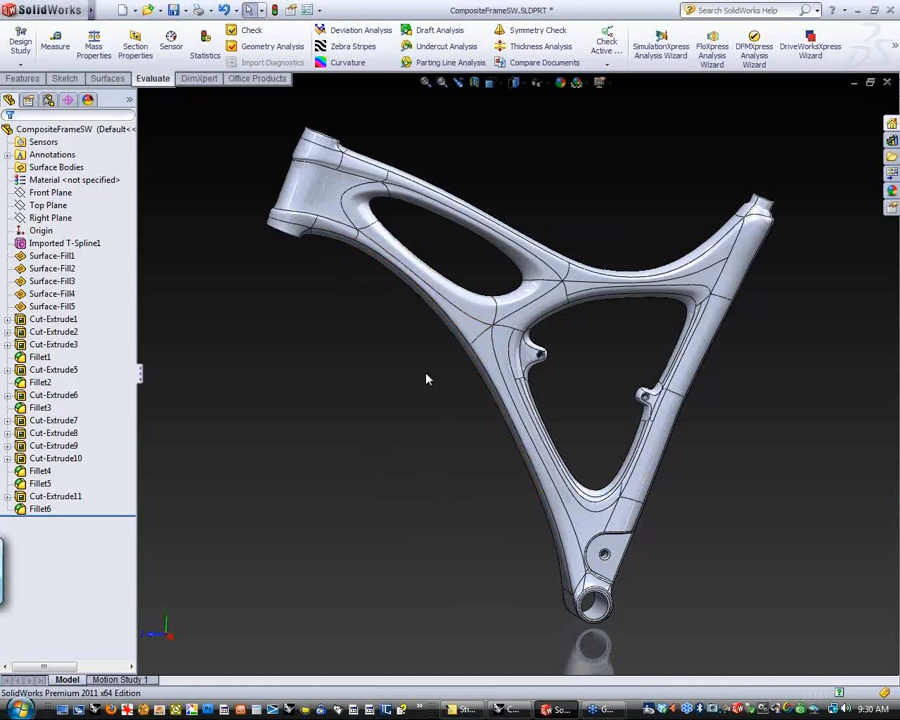 SolidWorks
CompositeFrameSW.SLDPRT *
Search SolidWorks
Design Study
Measure
Mass Properties
Section Properties
Sensor
Statistics
Check
Geometry Analysis
Import Diagnostics
Deviation Analysis
Zebra Stripes
Curvature
Draft Analysis
Undercut Analysis
Parting Line Analysis
Symmetry Check
Thickness Analysis
Compare Documents
Check Active ...
SimulationXpress Analysis Wizard
FloXpress Analysis Wizard
DFMXpress Analysis Wizard
DriveWorksXpress Wizard
Features
Sketch
Surfaces
Evaluate
DimXpert
Office Products
CompositeFrameSW (Default<<
Sensors
Annotations
Surface Bodies
Material <not specified>
Front Plane
Top Plane
Right Plane
Origin
Imported T-Spline1
Surface-Fill1
Surface-Fill2
Surface-Fill3
Surface-Fill4
Surface-Fill5
Cut-Extrude1
Cut-Extrude2
Cut-Extrude3
Fillet1
Cut-Extrude5
Fillet2
Cut-Extrude6
Fillet3
Cut-Extrude7
Cut-Extrude8
Cut-Extrude9
Cut-Extrude10
Fillet4
Fillet5
Cut-Extrude11
Fillet6
Model
Motion Study 1
SolidWorks Premium 2011 x64 Edition
Sti...
C...
So...
G...
9:30 AM